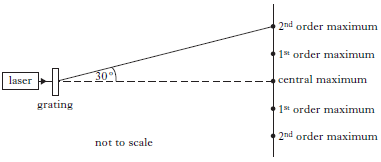 2nd order maximum
1st order maximum
laser
30°
central maximum
grating
1st order maximum
2nd order maximum
not to scale